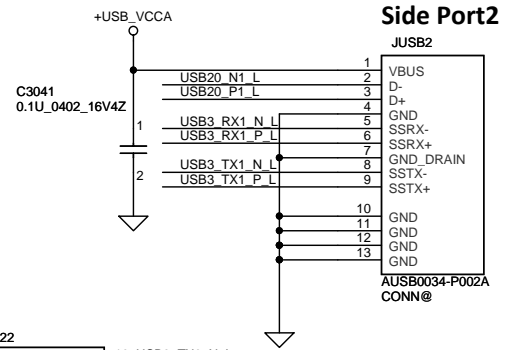 Side Port2
+USB_VCCA
JUSB2
1 VBUS
USB20_N1_L 2 D-
USB20_P1_L 3 D+
4 GND
C3041
0.1U_0402_16V4Z
USB3_RX1_N_L 5 SSRX-
1 USB3_RX1_P_L 6 SSRX+
7 GND_DRAIN
2 USB3_TX1_N_L 8 SSTX-
USB3_TX1_P_L 9 SSTX+
10 GND
11 GND
12 GND
13 GND
AUSB0034-P002A
CONN@
22